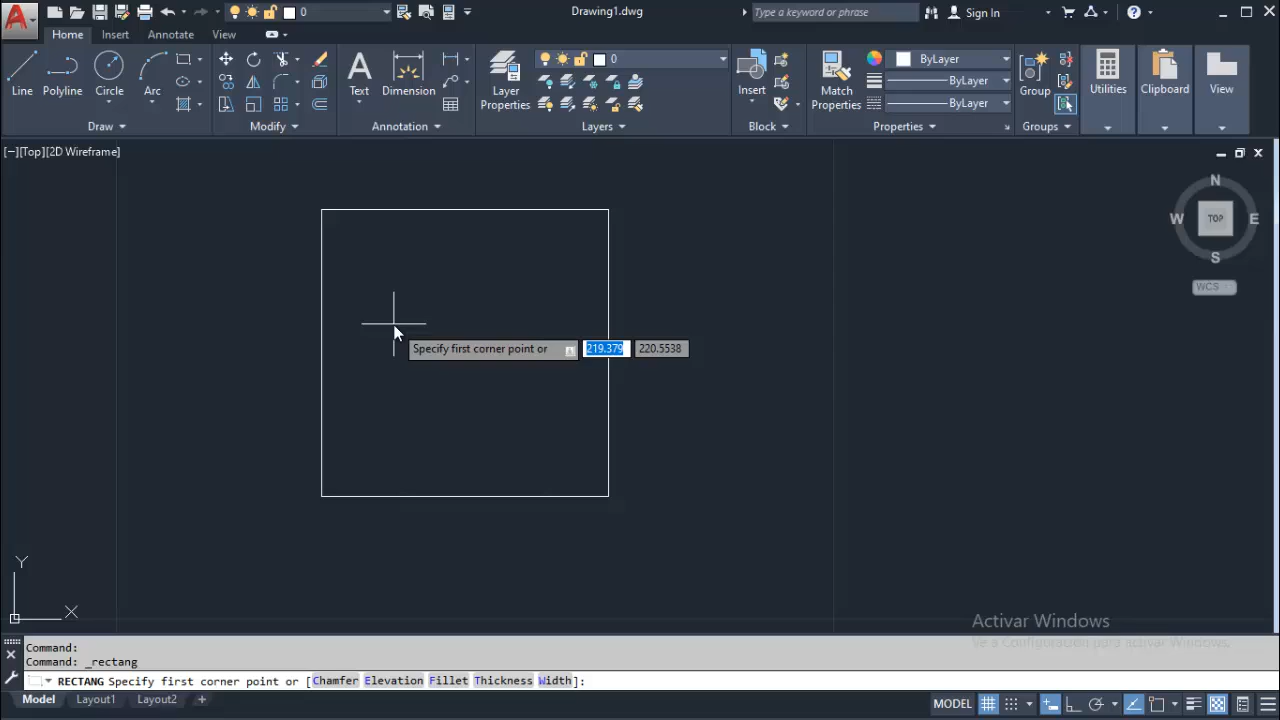 0
Drawing1.dwg
Type a keyword or phrase
Sign In
Home
Insert
Annotate
View
Line
Polyline
Circle
Arc
Draw
Modify
Text
Dimension
Annotation
Layer
Properties
0
Layers
Insert
Block
Match
Properties
ByLayer
ByLayer
ByLayer
Properties
Group
Groups
Utilities
Clipboard
View
[−][Top][2D Wireframe]
N
W
TOP
E
S
WCS
Specify first corner point or
219.379
220.5538
Y
X
Activar Windows
Ve a Configuración para activar Windows.
Command:
Command: _rectang
RECTANG Specify first corner point or [Chamfer Elevation Fillet Thickness Width]:
Model
Layout1
Layout2
+
MODEL